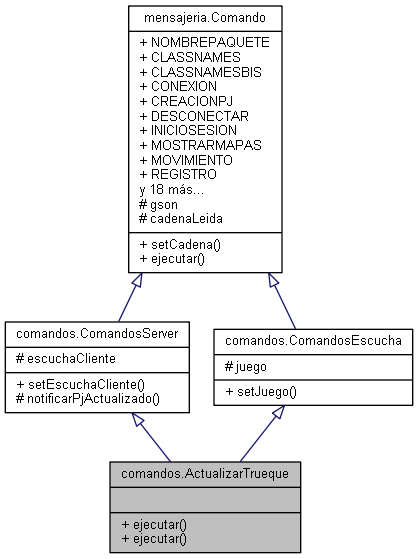 mensajeria.Comando
+ NOMBREPAQUETE
+ CLASSNAMES
+ CLASSNAMESBIS
+ CONEXION
+ CREACIONPJ
+ DESCONECTAR
+ INICIOSESION
+ MOSTRARMAPAS
+ MOVIMIENTO
+ REGISTRO
y 18 más...
# gson
# cadenaLeida
+ setCadena()
+ ejecutar()
comandos.ComandosServer
# escuchaCliente
+ setEscuchaCliente()
# notificarPjActualizado()
comandos.ComandosEscucha
# juego
+ setJuego()
comandos.ActualizarTrueque
+ ejecutar()
+ ejecutar()